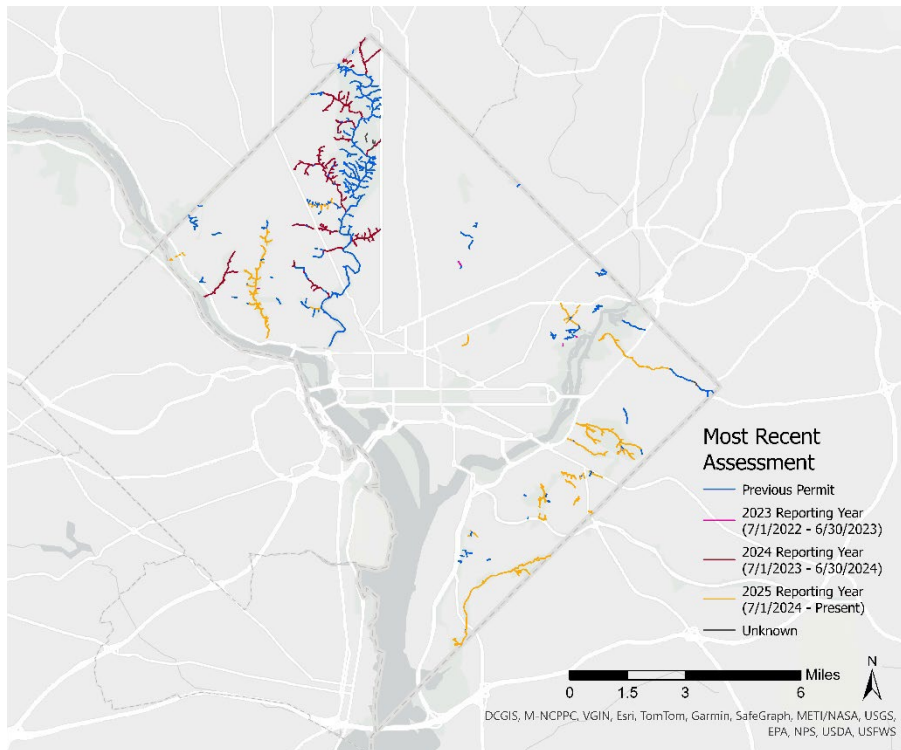 Most Recent
Assessment
Previous Permit
2023 Reporting Year
(7/1/2022 - 6/30/2023)
2024 Reporting Year
(7/1/2023 - 6/30/2024)
2025 Reporting Year
(7/1/2024 - Present)
Unknown
N
Miles
0 1.5 3 6
DCGIS, M-NCPPC, VGIN, Esri, TomTom, Garmin, SafeGraph, METI/NASA, USGS,
EPA, NPS, USDA, USFWS